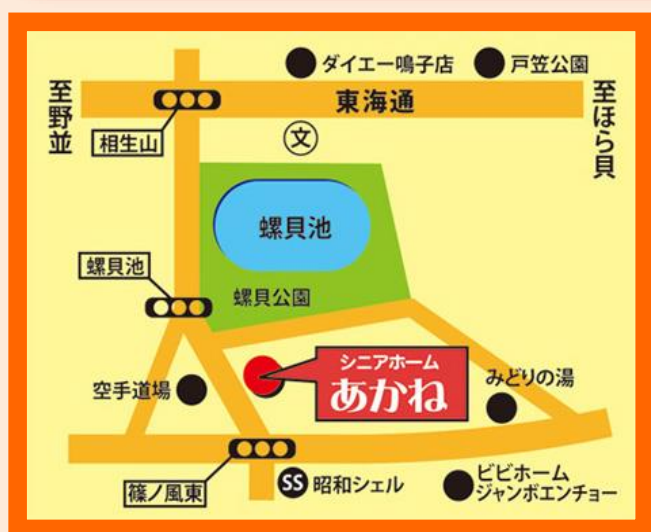 ダイエー鳴子店
戸笠公園
至野並
東海通
至ほら貝
相生山
文
螺貝池
螺貝池
螺貝公園
シニアホーム
あかね
空手道場
みどりの湯
篠ノ風東
SS 昭和シェル
ビビホーム
ジャンボエンチョー